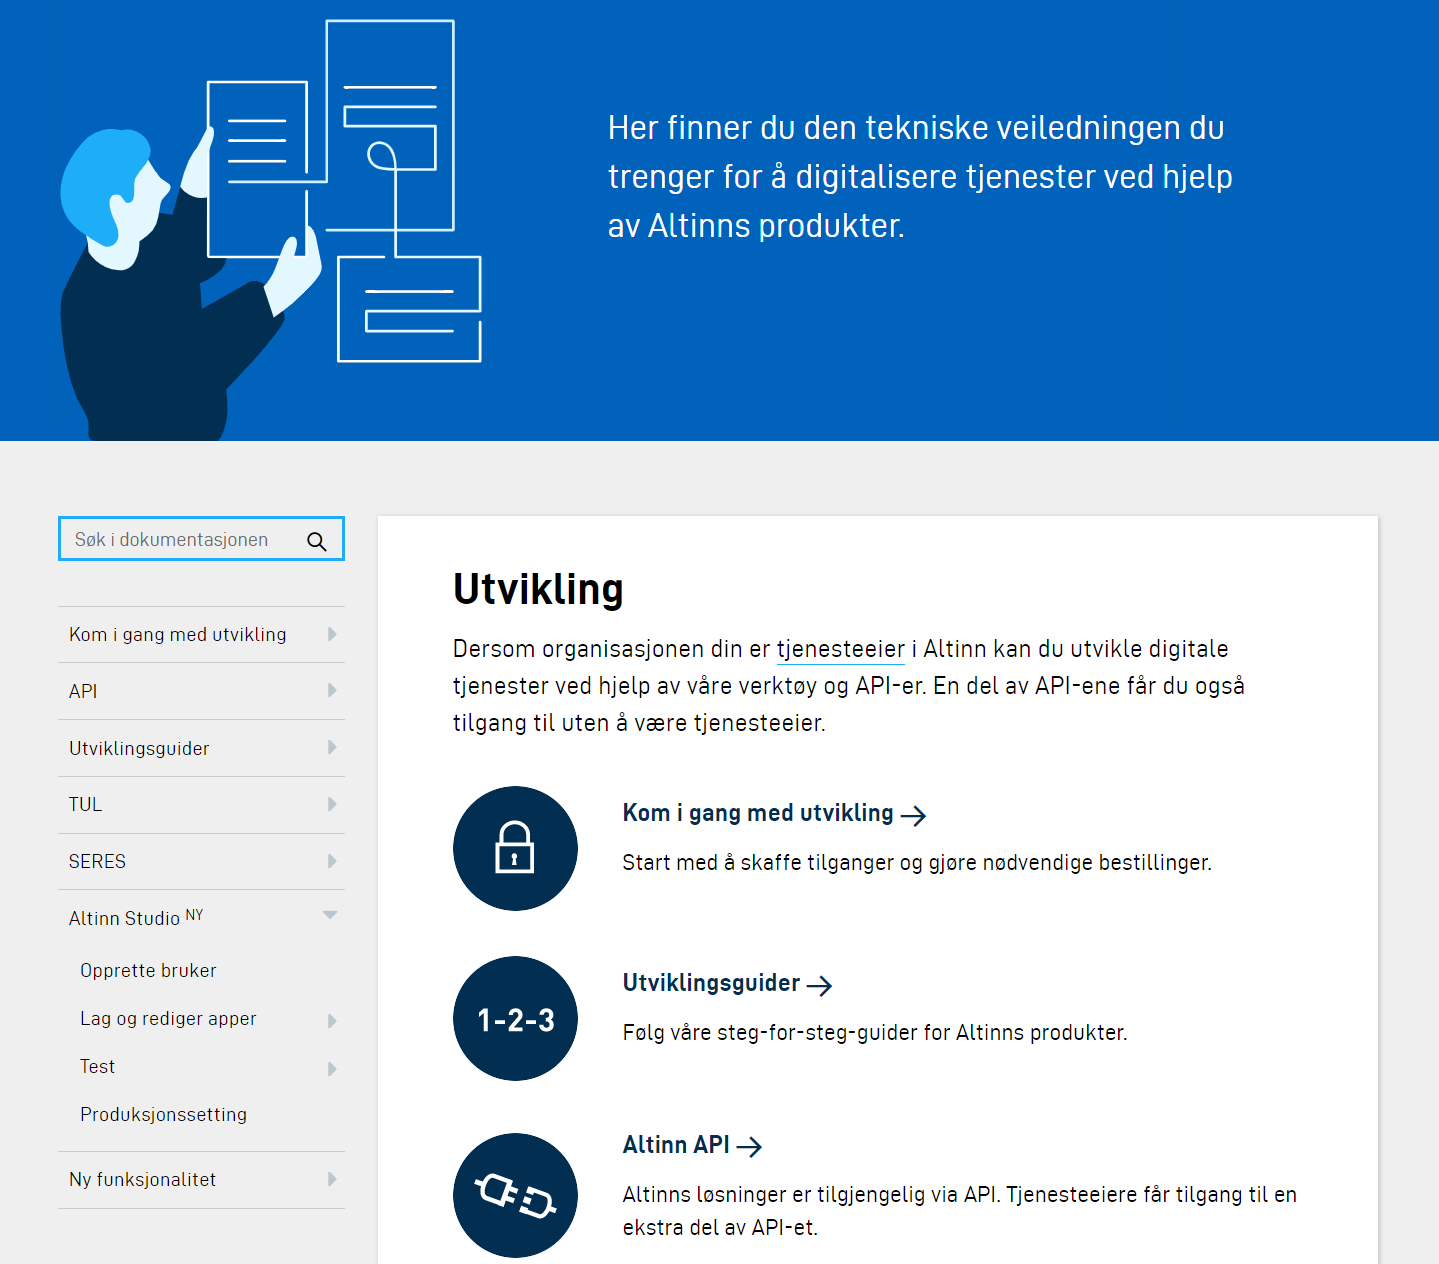 Her finner du den tekniske veiledningen du
trenger for å digitalisere tjenester ved hjelp
av Altinns produkter.
Søk i dokumentasjonen
Kom i gang med utvikling
API
Utviklingsguider
TUL
SERES
Altinn Studio NY
Opprette bruker
Lag og rediger apper
Test
Produksjonssetting
Ny funksjonalitet
Utvikling
Dersom organisasjonen din er tjenesteeier i Altinn kan du utvikle digitale
tjenester ved hjelp av våre verktøy og API-er. En del av API-ene får du også
tilgang til uten å være tjenesteeier.
Kom i gang med utvikling
Start med å skaffe tilganger og gjøre nødvendige bestillinger.
1-2-3
Utviklingsguider
Følg våre steg-for-steg-guider for Altinns produkter.
Altinn API
Altinns løsninger er tilgjengelig via API. Tjenesteeiere får tilgang til en
ekstra del av API-et.